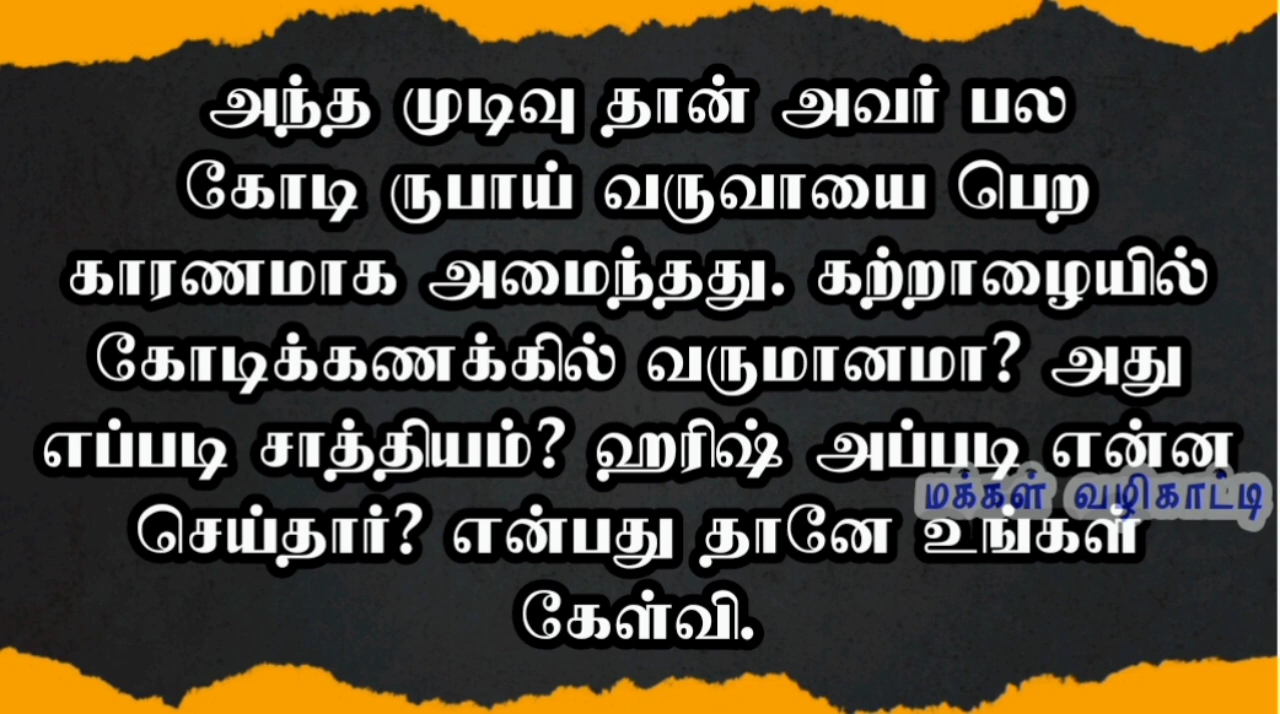 அந்த முடிவு தான் அவர் பல
கோடி ருபாய் வருவாயை பெற
காரணமாக அமைந்தது. கற்றாழையில்
கோடிக்கணக்கில் வருமானமா? அது
எப்படி சாத்தியம்? ஹரிஷ் அப்படி என்ன
மக்கள் வழிகாட்டி
செய்தார்? என்பது தானே உங்கள்
கேள்வி.